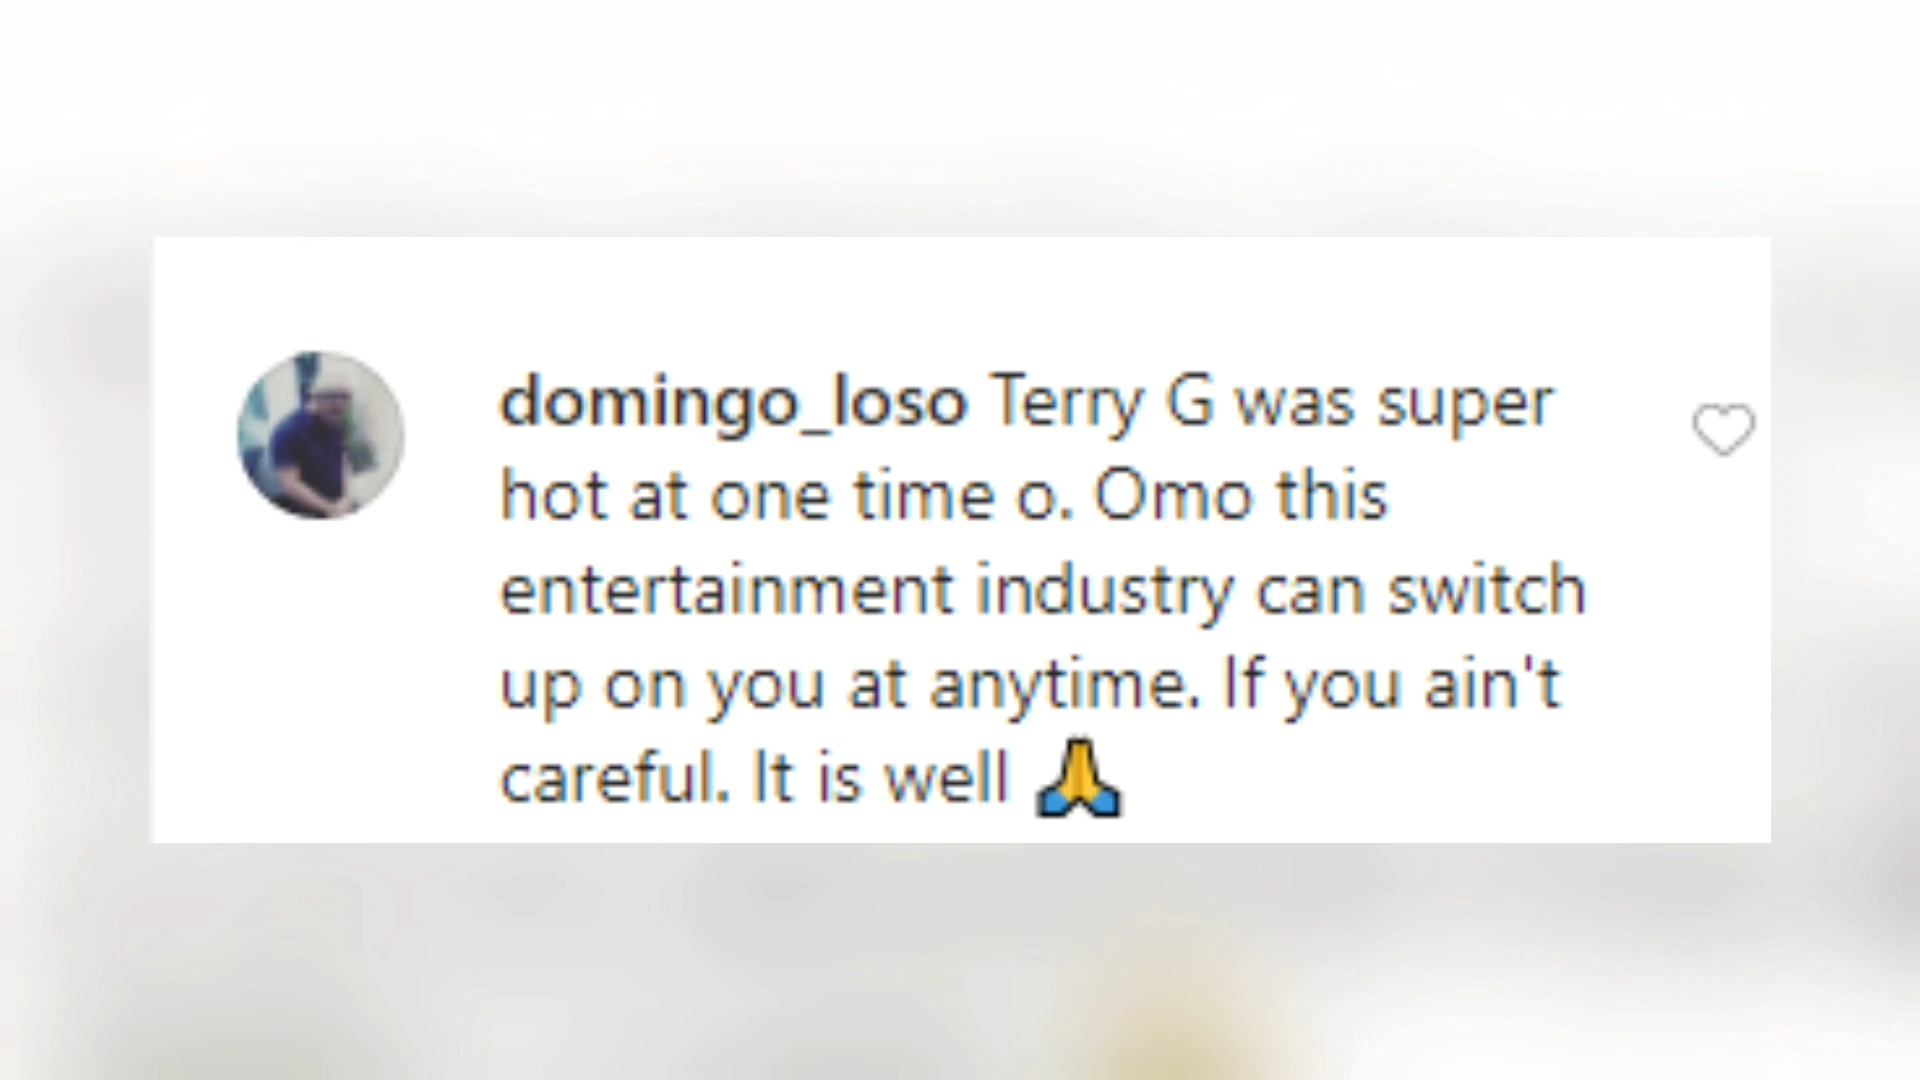 domingo_loso Terry G was super
hot at one time o. Omo this
entertainment industry can switch
up on you at anytime. If you ain't
careful. It is well 🙏